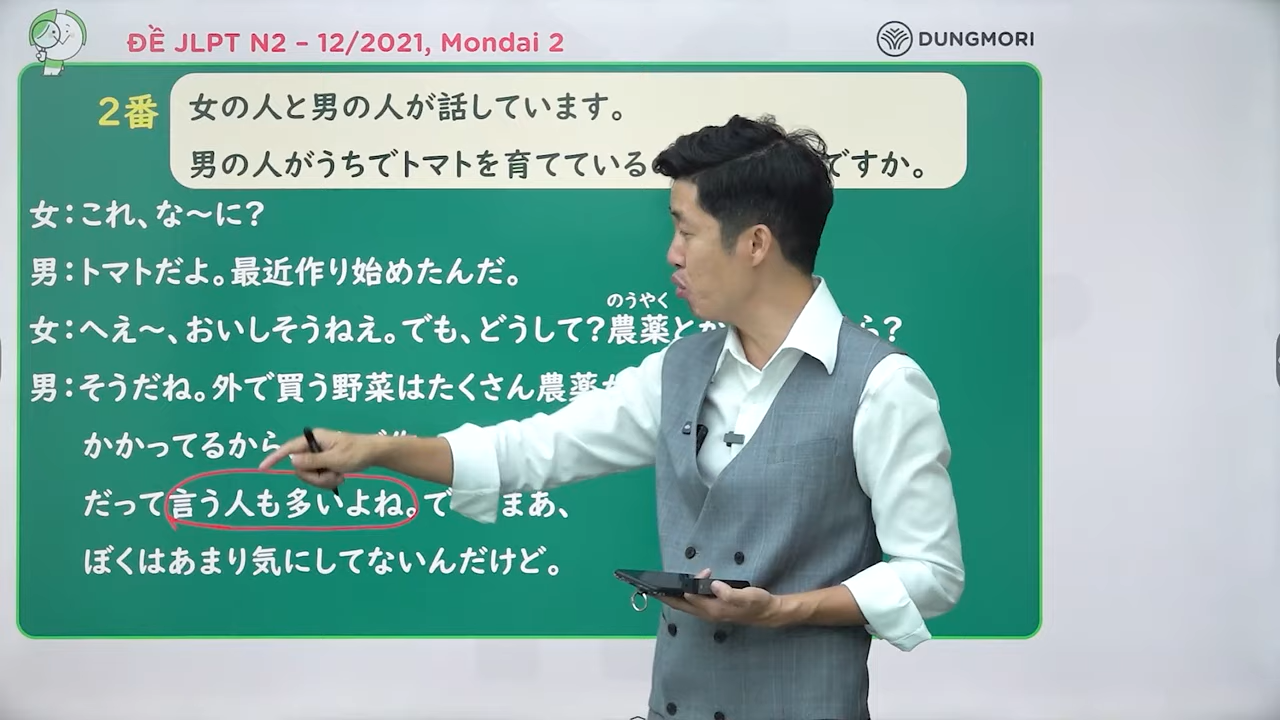 ĐỀ JLPT N2 – 12/2021, Mondai 2
DUNGMORI
2番
女の人と男の人が話しています。
男の人がうちでトマトを育てている ですか。
女：これ、な～に？
男：トマトだよ。最近作り始めたんだ。
のうやく
女：へえ～、おいしそうねえ。でも、どうして？農薬とか ら？
男：そうだね。外で買う野菜はたくさん農薬
かかってるから
だって言う人も多いよね。で まあ、
ぼくはあまり気にしてないんだけど。